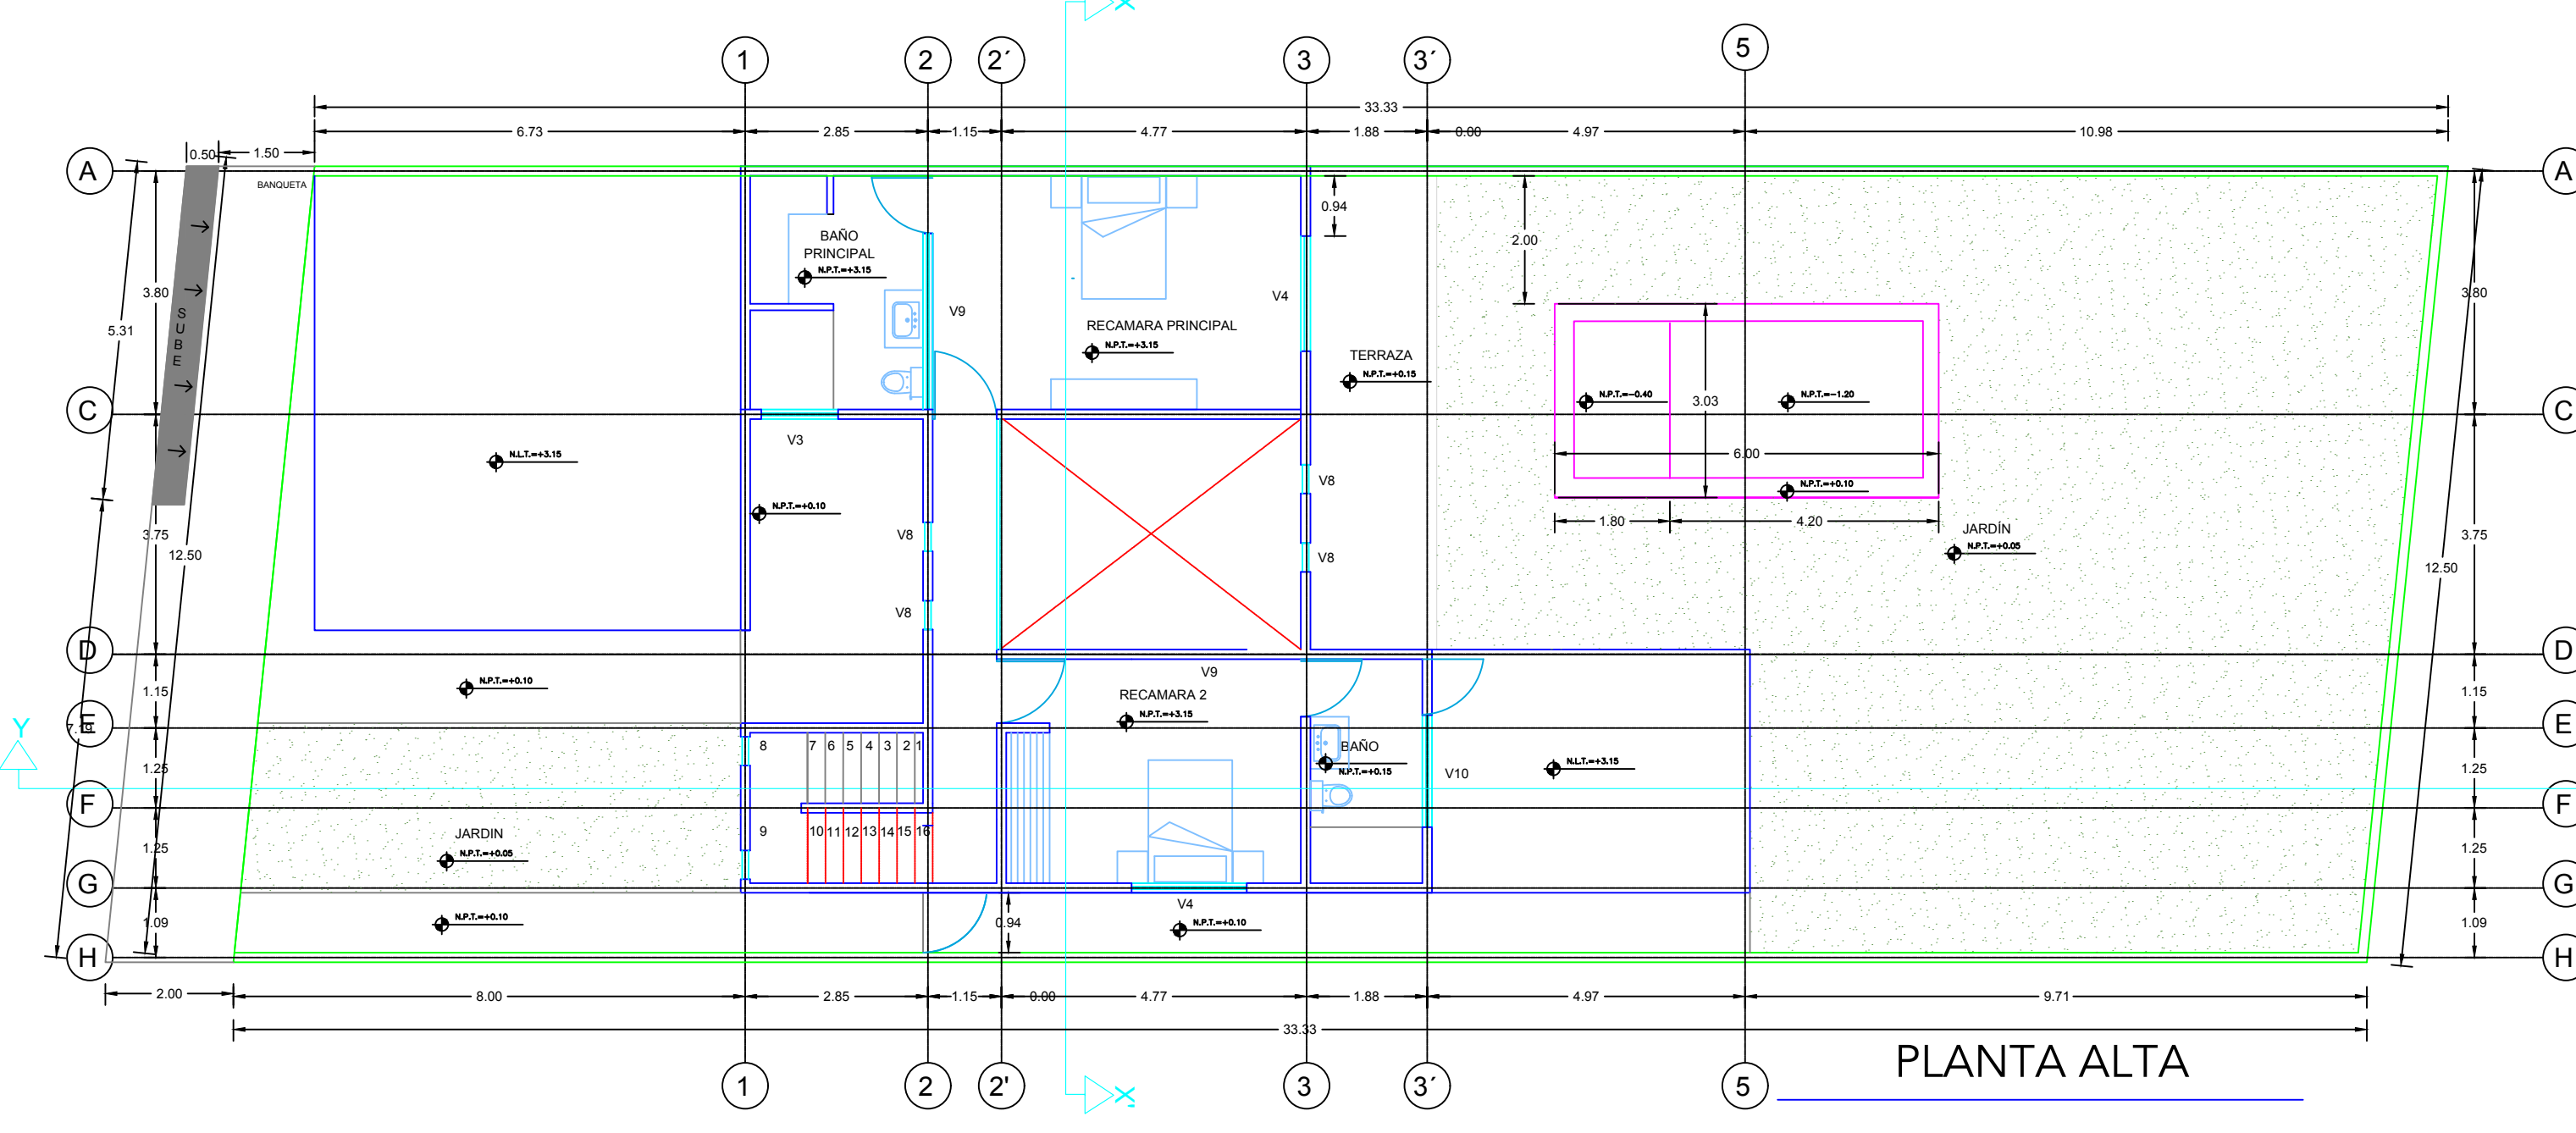 X
1
2
2´
3
3´
5
33.33
6.73
2.85
1.15
4.77
1.88
0.00
4.97
10.98
0.50
1.50
A
BANQUETA
A
0.94
2.00
3.80
5.31
SUBE
BAÑO
PRINCIPAL
N.P.T.=+3.15
V9
RECAMARA PRINCIPAL
N.P.T.=+3.15
V4
TERRAZA
N.P.T.=+0.15
3.80
N.P.T.=-0.40
3.03
N.P.T.=-1.20
C
C
V3
N.L.T.=+3.15
6.00
N.P.T.=+0.10
V8
N.P.T.=+0.10
1.80
4.20
JARDÍN
N.P.T.=+0.05
3.75
12.50
V8
V8
3.75
12.50
V8
D
D
N.P.T.=+0.10
1.15
V9
RECAMARA 2
N.P.T.=+3.15
1.15
Y
7.19
E
E
8
7
6
5
4
3
2
1
BAÑO
N.P.T.=+0.15
V10
N.L.T.=+3.15
1.25
1.25
F
F
JARDIN
N.P.T.=+0.05
9
10
11
12
13
14
15
16
1.25
1.25
G
G
V4
N.P.T.=+0.10
1.09
0.94
N.P.T.=+0.10
1.09
H
H
2.00
8.00
2.85
1.15
0.00
4.77
1.88
4.97
9.71
33.33
PLANTA ALTA
1
2
2'
3
3´
5
X'